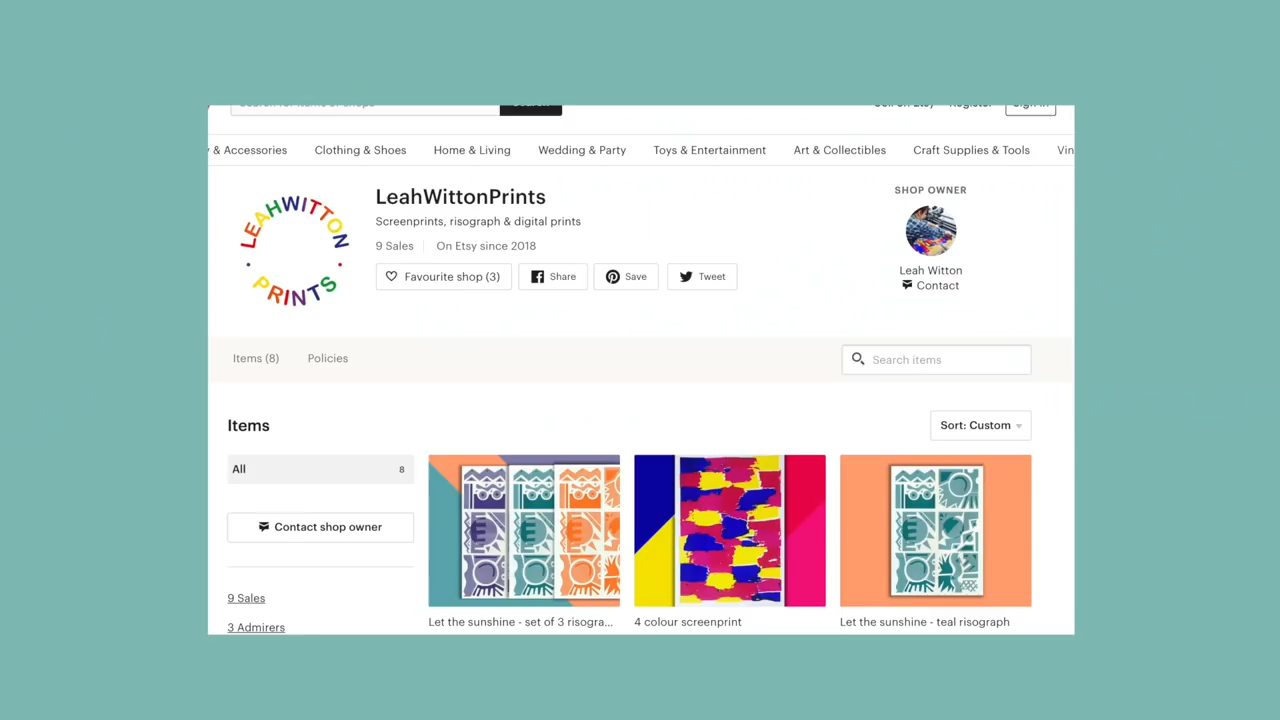 & Accessories Clothing & Shoes Home & Living Wedding & Party Toys & Entertainment Art & Collectibles Craft Supplies & Tools Vin
LEAHWITTON
PRINTS
LeahWittonPrints
Screenprints, risograph & digital prints
9 Sales On Etsy since 2018
Favourite shop (3) Share Save Tweet
SHOP OWNER
Leah Witton
Contact
Items (8) Policies Search items
Items Sort: Custom
All 8
Contact shop owner
9 Sales
3 Admirers
Let the sunshine - set of 3 risogra... 4 colour screenprint Let the sunshine - teal risograph